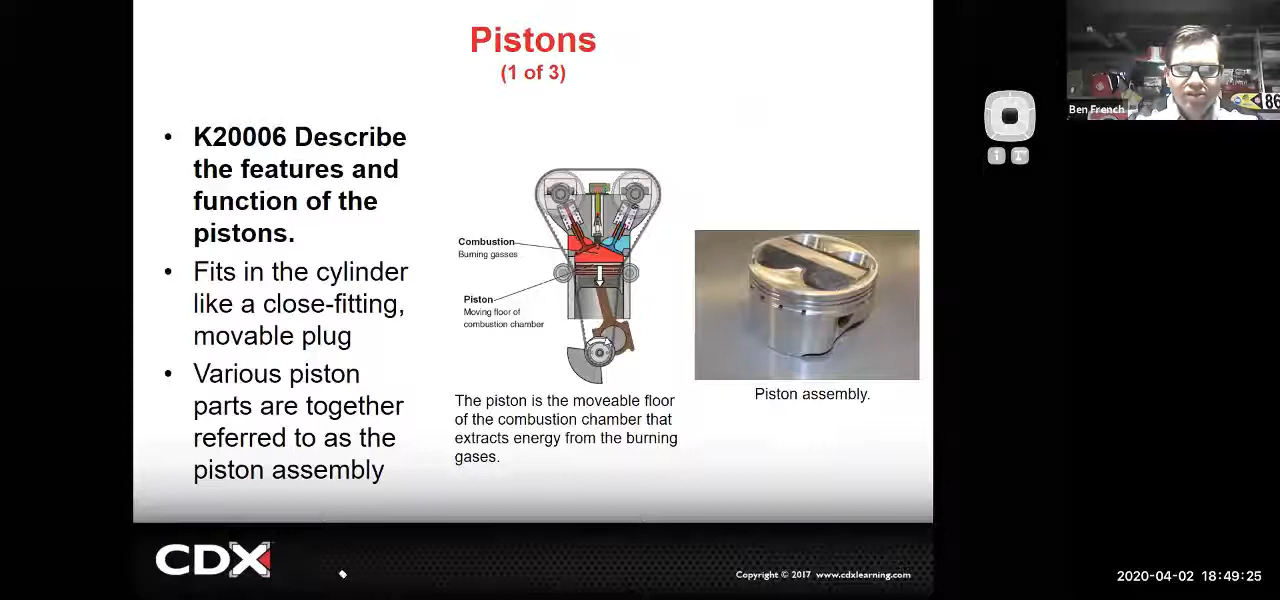 Pistons
(1 of 3)
• K20006 Describe
the features and
function of the
pistons.
• Fits in the cylinder
like a close-fitting,
movable plug
• Various piston
parts are together
referred to as the
piston assembly
Combustion
Burning gasses
Piston
Moving floor of
combustion chamber
The piston is the moveable floor
of the combustion chamber that
extracts energy from the burning
gases.
Piston assembly.
CDX
Copyright © 2017 www.cdxlearning.com
Ben French
86
2020-04-02 18:49:25